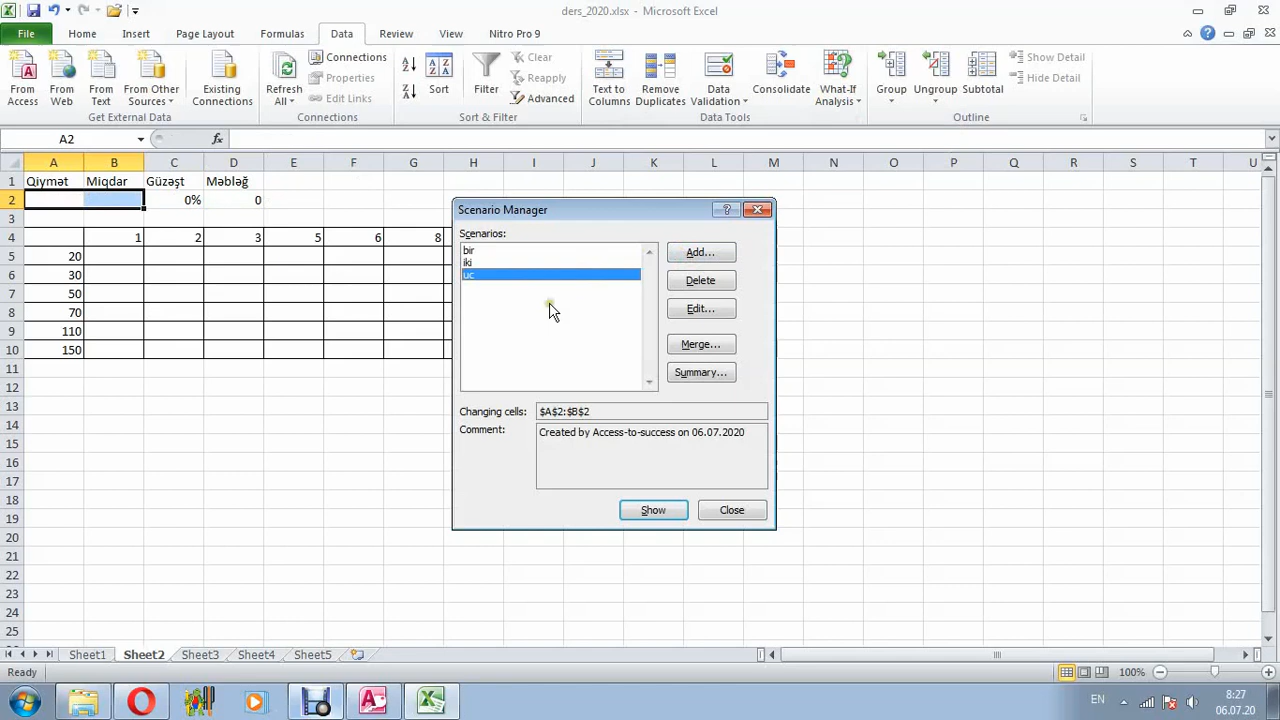 ders_2020.xlsx - Microsoft Excel
File Home Insert Page Layout Formulas Data Review View Nitro Pro 9
From Access
From Web
From Text
From Other Sources
Existing Connections
Get External Data
Refresh All
Connections
Properties
Edit Links
Connections
Sort
Filter
Clear
Reapply
Advanced
Sort & Filter
Text to Columns
Remove Duplicates
Data Validation
Consolidate
What-If Analysis
Data Tools
Group
Ungroup
Subtotal
Show Detail
Hide Detail
Outline
A2 fx
A B C D E F G H I J K L M N O P Q R S T U
1 Qiymət Miqdar Güzəşt Məbləğ
2 0% 0
3
4 1 2 3 5 6 8
5 20
6 30
7 50
8 70
9 110
10 150
11
12
13
14
15
16
17
18
19
20
21
22
23
24
25
Scenario Manager
Scenarios:
bir
iki
uc
Add...
Delete
Edit...
Merge...
Summary...
Changing cells: $A$2:$B$2
Comment: Created by Access-to-success on 06.07.2020
Show Close
Sheet1 Sheet2 Sheet3 Sheet4 Sheet5
Ready 100%
EN 8:27
06.07.20